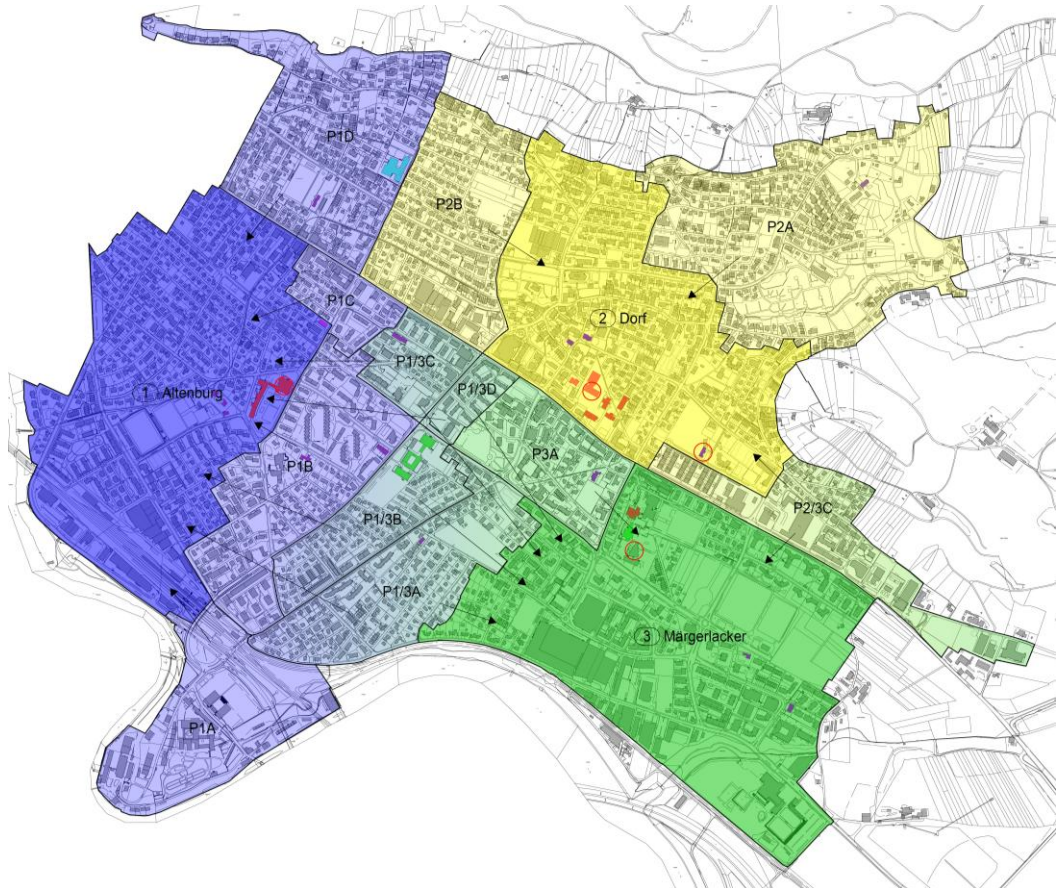 P1D
P2B
P2A
P1C
2 Dorf
P1/3C
P1/3D
1 Altenburg
P3A
P1B
P2/3C
P1/3B
P1/3A
3 Märgerlacker
P1A